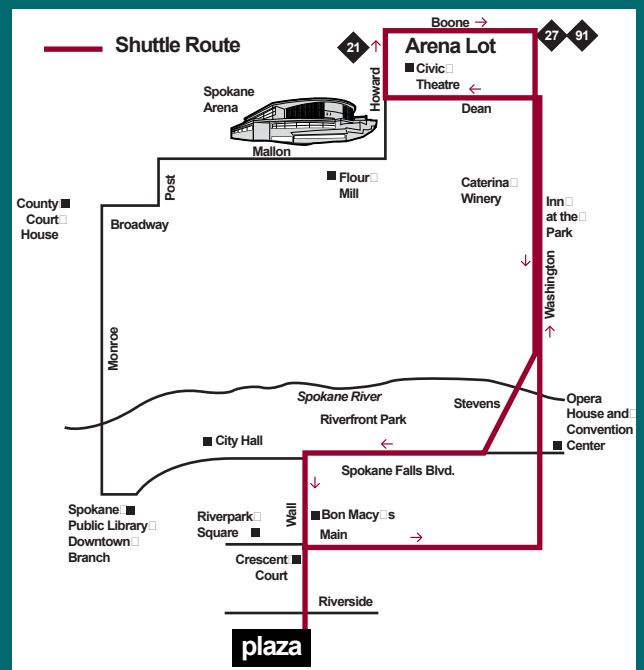 Shuttle Route
Boone
21
Arena Lot
27
91
Civic
Theatre
Howard
Dean
Spokane
Arena
Mallon
Flour
Mill
Post
County
Court
House
Broadway
Caterina
Winery
Inn
at the
Park
Washington
Monroe
Spokane River
Riverfront Park
Stevens
Opera
House and
Convention
Center
City Hall
Spokane Falls Blvd.
Spokane
Public Library
Downtown
Branch
Riverpark
Square
Wall
Bon Macy□s
Main
Crescent
Court
Riverside
plaza